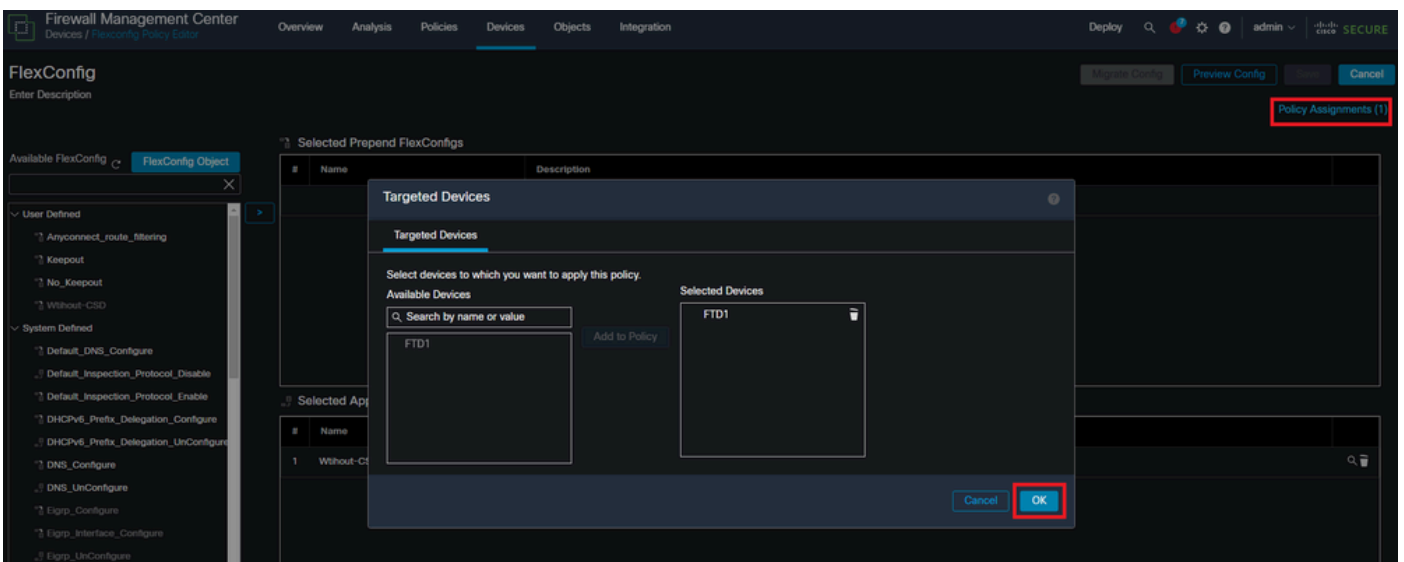 Firewall Management Center
Devices / Flexconfig Policy Editor
Overview Analysis Policies Devices Objects Integration
Deploy admin cisco SECURE
FlexConfig
Migrate Config Preview Config Save Cancel
Enter Description
Policy Assignments (1)
Selected Prepend FlexConfigs
Available FlexConfig FlexConfig Object
# Name Description
Targeted Devices
User Defined
Anyconnect_route_filtering
Targeted Devices
Keepout
Select devices to which you want to apply this policy.
No_Keepout
Available Devices Selected Devices
Wtihout-CSD
Search by name or value FTD1
System Defined
Add to Policy
FTD1
Default_DNS_Configure
Default_Inspection_Protocol_Disable
Default_Inspection_Protocol_Enable
Selected App
DHCPv6_Prefix_Delegation_Configure
# Name
DHCPv6_Prefix_Delegation_UnConfigure
DNS_Configure
1 Wtihout-CS
DNS_UnConfigure
Cancel OK
Eigrp_Configure
Eigrp_Interface_Configure
Eigrp_UnConfigure